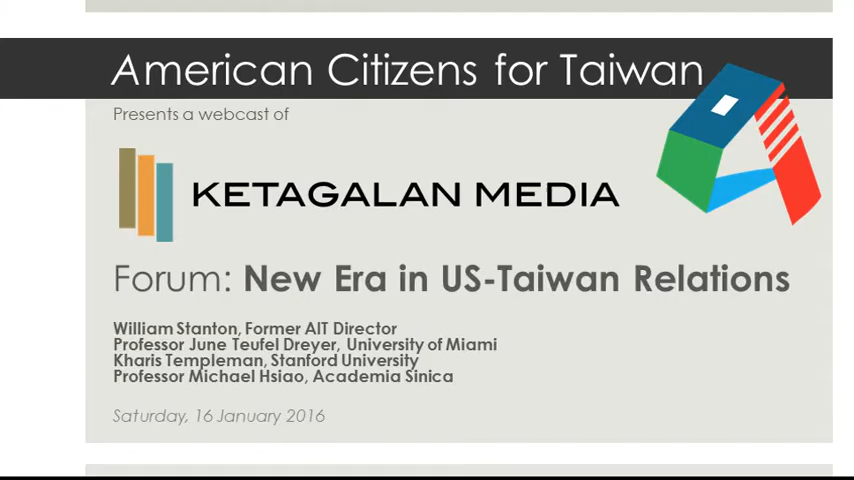 American Citizens for Taiwan
Presents a webcast of
KETAGALAN MEDIA
Forum: New Era in US-Taiwan Relations
William Stanton, Former AIT Director
Professor June Teufel Dreyer, University of Miami
Kharis Templeman, Stanford University
Professor Michael Hsiao, Academia Sinica
Saturday, 16 January 2016